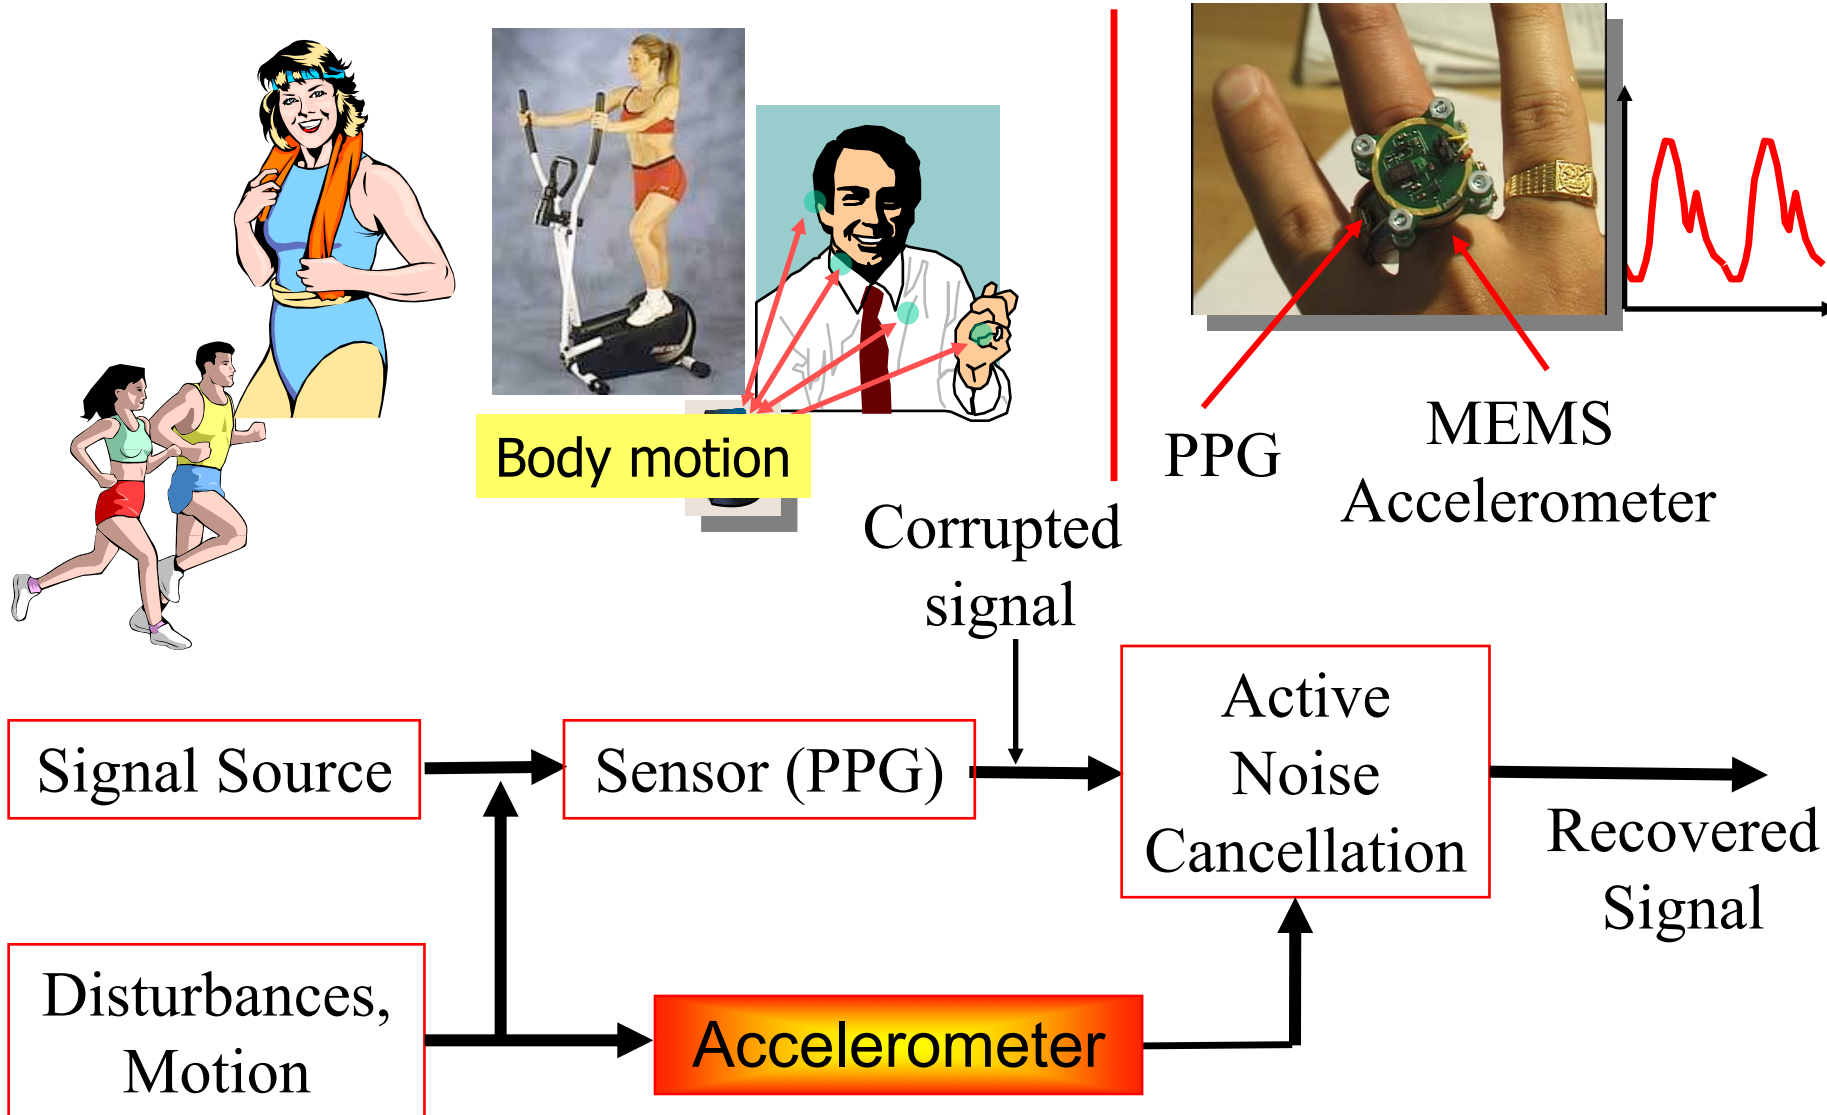 Body motion
PPG
MEMS
Accelerometer
Corrupted
signal
Signal Source
Sensor (PPG)
Active
Noise
Cancellation
Recovered
Signal
Disturbances,
Motion
Accelerometer